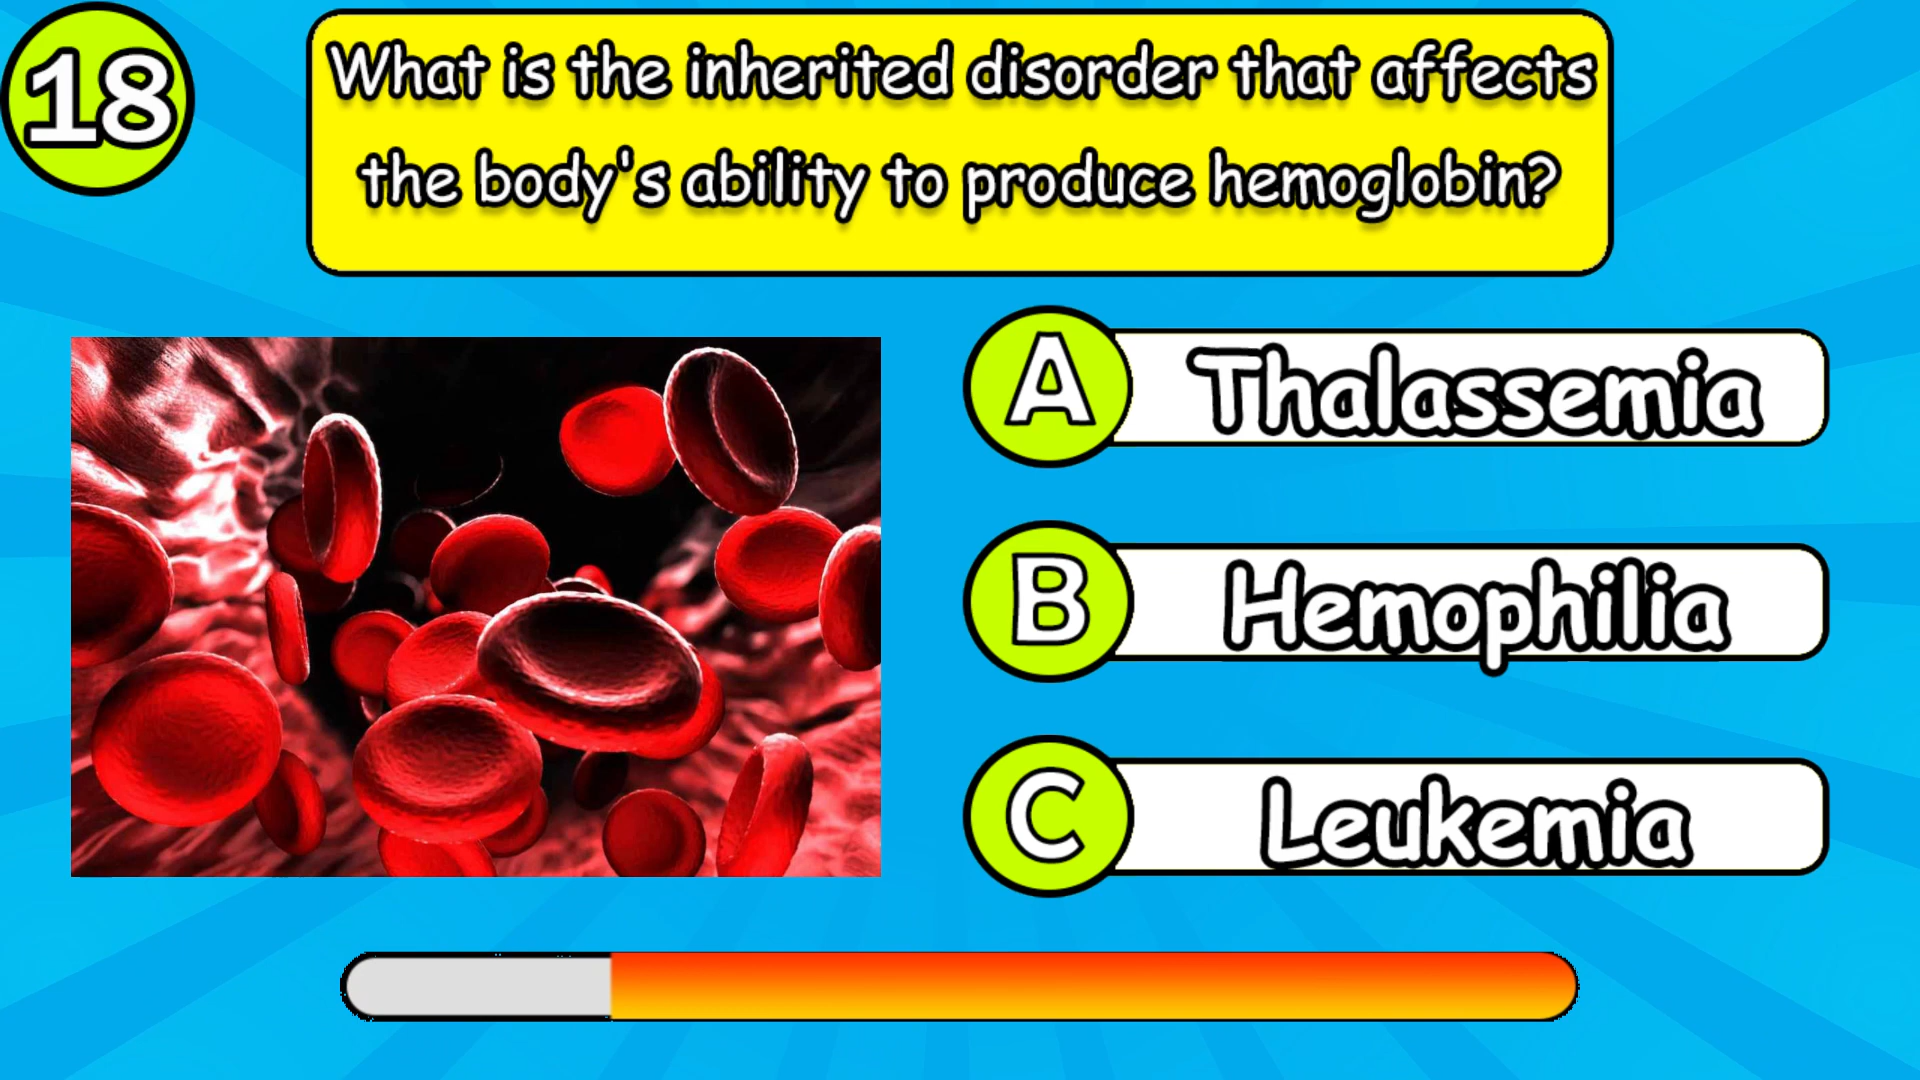 18
What is the inherited disorder that affects
the body's ability to produce hemoglobin?
A Thalassemia
B Hemophilia
C Leukemia